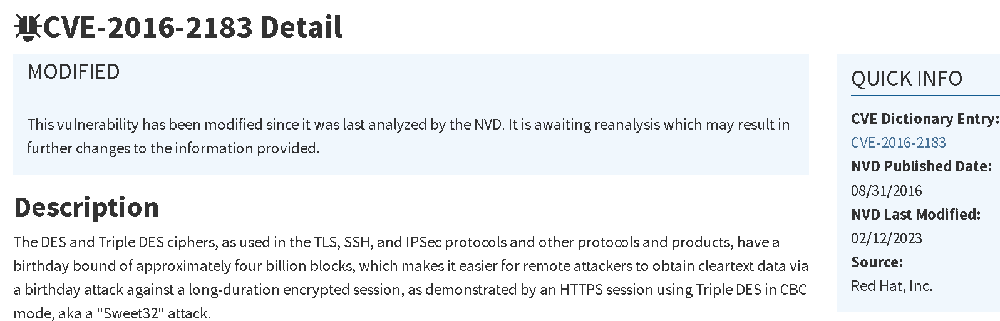 CVE-2016-2183 Detail
MODIFIED
This vulnerability has been modified since it was last analyzed by the NVD. It is awaiting reanalysis which may result in
further changes to the information provided.
Description
The DES and Triple DES ciphers, as used in the TLS, SSH, and IPSec protocols and other protocols and products, have a
birthday bound of approximately four billion blocks, which makes it easier for remote attackers to obtain cleartext data via
a birthday attack against a long-duration encrypted session, as demonstrated by an HTTPS session using Triple DES in CBC
mode, aka a "Sweet32" attack.
QUICK INFO
CVE Dictionary Entry:
CVE-2016-2183
NVD Published Date:
08/31/2016
NVD Last Modified:
02/12/2023
Source:
Red Hat, Inc.